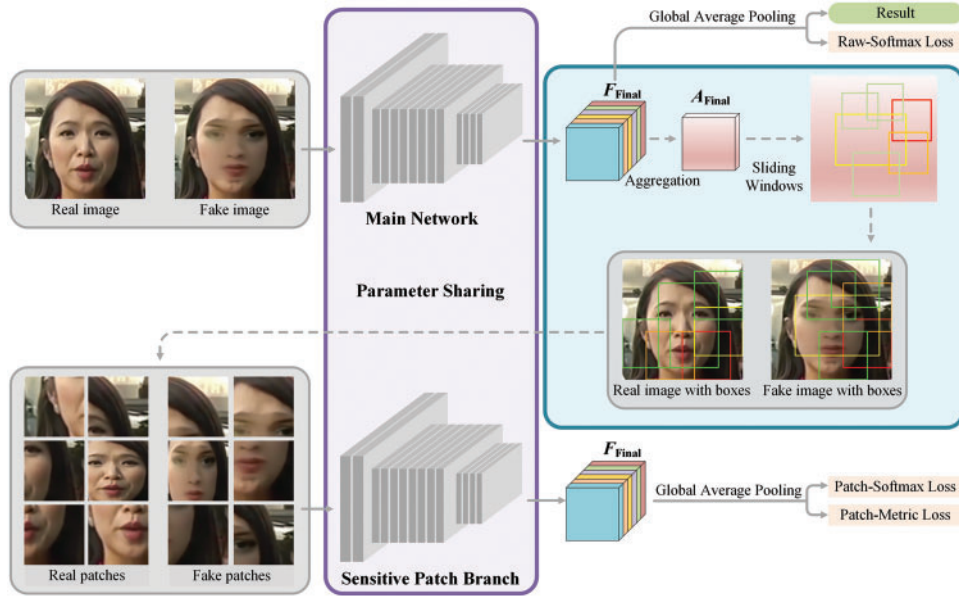 Global Average Pooling
Result
Raw-Softmax Loss
F_Final
A_Final
Aggregation
Sliding
Windows
Real image
Fake image
Main Network
Parameter Sharing
Real image with boxes
Fake image with boxes
F_Final
Global Average Pooling
Patch-Softmax Loss
Patch-Metric Loss
Real patches
Fake patches
Sensitive Patch Branch